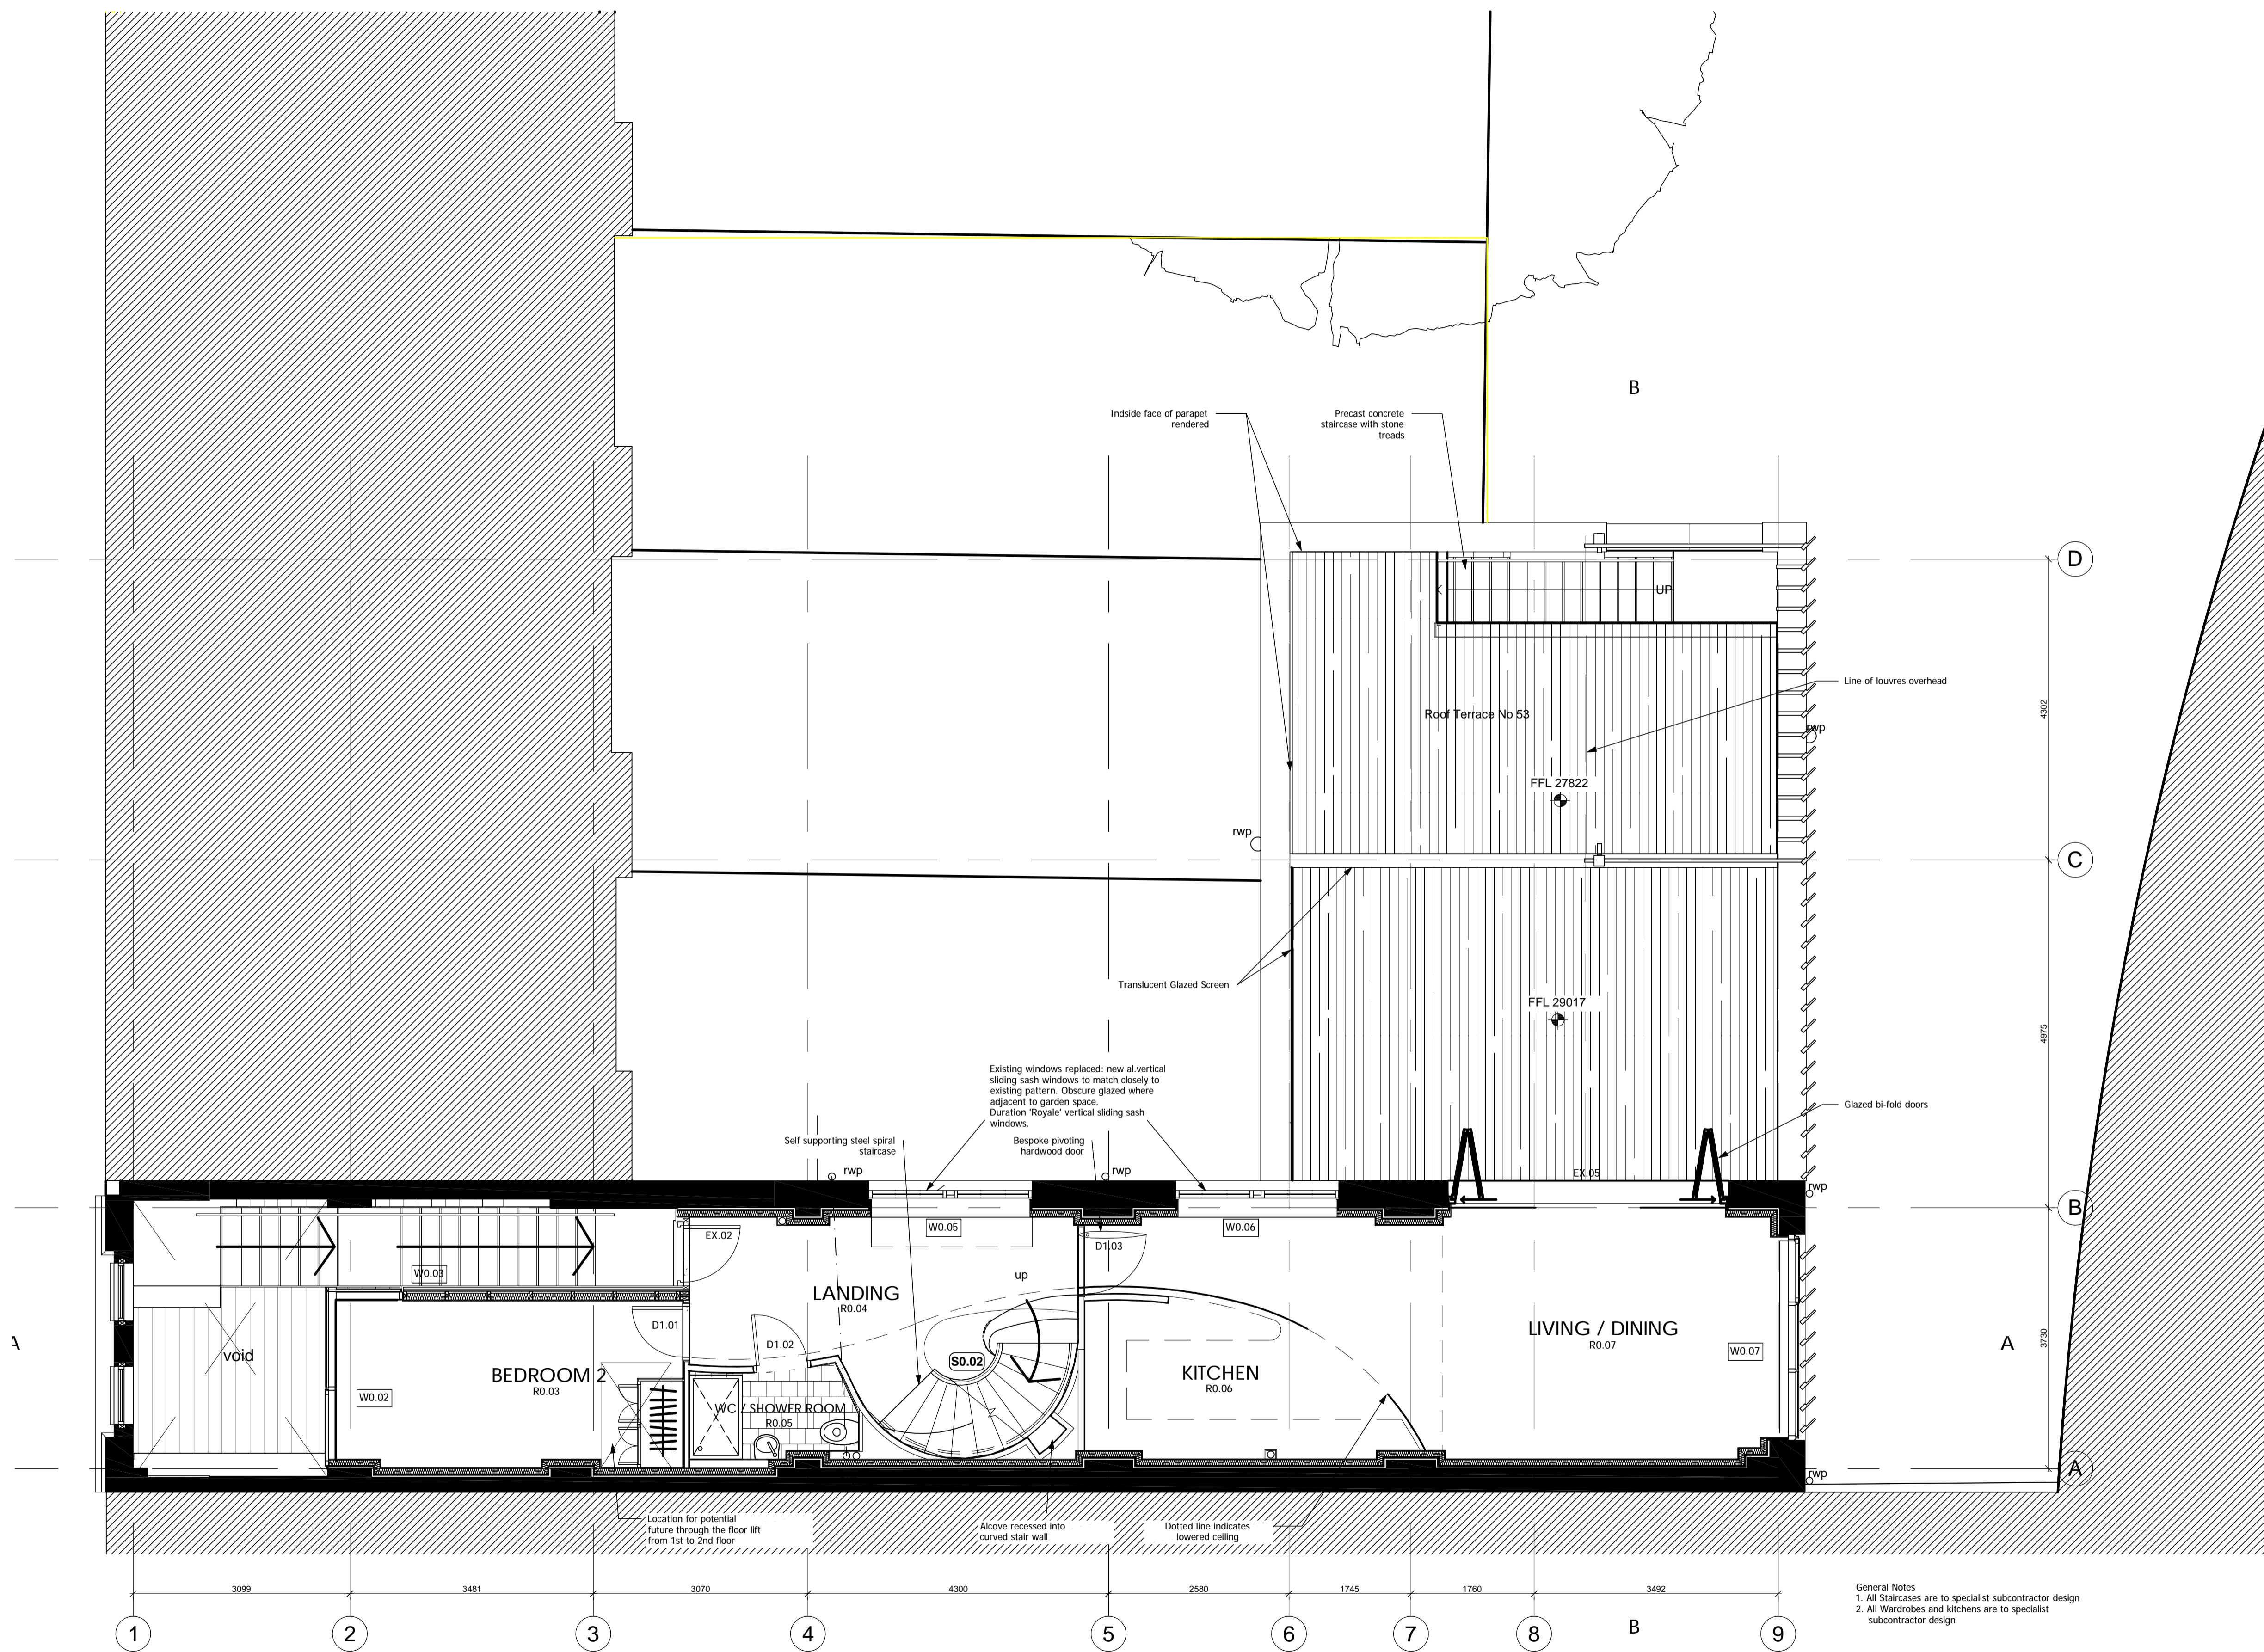 B
Indside face of parapet
rendered
Precast concrete
staircase with stone
treads
D
UP
Line of louvres overhead
4302
Roof Terrace No 53
rwp
FFL 27822
rwp
C
Translucent Glazed Screen
FFL 29017
4975
Existing windows replaced: new al.vertical
sliding sash windows to match closely to
existing pattern. Obscure glazed where
adjacent to garden space.
Duration 'Royale' vertical sliding sash
windows.
Glazed bi-fold doors
Self supporting steel spiral
staircase
Bespoke pivoting
hardwood door
rwp
rwp
EX.05
rwp
B
EX.02
W0.05
W0.06
D1.03
W0.03
up
LANDING
R0.04
D1.01
D1.02
LIVING / DINING
R0.07
A
A
3730
void
W0.07
S0.02
BEDROOM 2
R0.03
KITCHEN
R0.06
W0.02
WC / SHOWER ROOM
R0.05
A
rwp
Location for potential
future through the floor lift
from 1st to 2nd floor
Alcove recessed into
curved stair wall
Dotted line indicates
lowered ceiling
3099
3481
3070
4300
2580
1745
1760
3492
General Notes
1. All Staircases are to specialist subcontractor design
2. All Wardrobes and kitchens are to specialist
subcontractor design
1
2
3
4
5
6
7
8
B
9